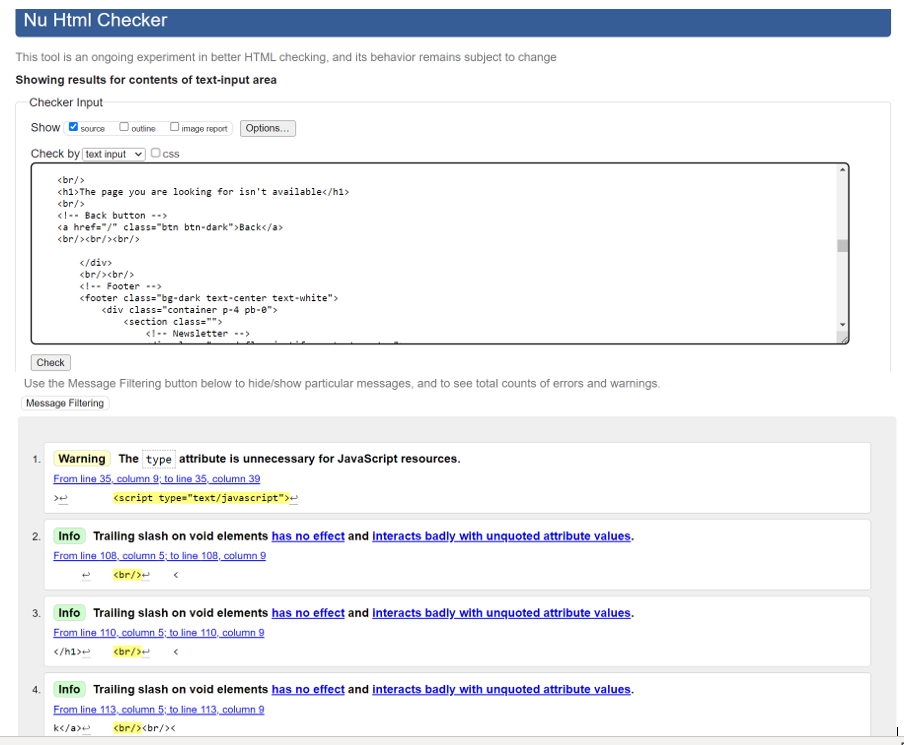 Nu Html Checker
This tool is an ongoing experiment in better HTML checking, and its behavior remains subject to change
Showing results for contents of text-input area
Checker Input
Show source outline image report Options...
Check by text input css
<br/>
<h1>The page you are looking for isn't available</h1>
<br/>
<!-- Back button -->
<a href="/" class="btn btn-dark">Back</a>
<br/><br/><br/>
</div>
<br/><br/>
<!-- Footer -->
<footer class="bg-dark text-center text-white">
<div class="container p-4 pb-0">
<section class="">
<!-- Newsletter -->
Check
Use the Message Filtering button below to hide/show particular messages, and to see total counts of errors and warnings.
Message Filtering
1. Warning The type attribute is unnecessary for JavaScript resources.
From line 35, column 9; to line 35, column 39
>↩ <script type="text/javascript">↩
2. Info Trailing slash on void elements has no effect and interacts badly with unquoted attribute values.
From line 108, column 5; to line 108, column 9
↩ <br/>↩ <
3. Info Trailing slash on void elements has no effect and interacts badly with unquoted attribute values.
From line 110, column 5; to line 110, column 9
</h1>↩ <br/>↩ <
4. Info Trailing slash on void elements has no effect and interacts badly with unquoted attribute values.
From line 113, column 5; to line 113, column 9
k</a>↩ <br/><br/><